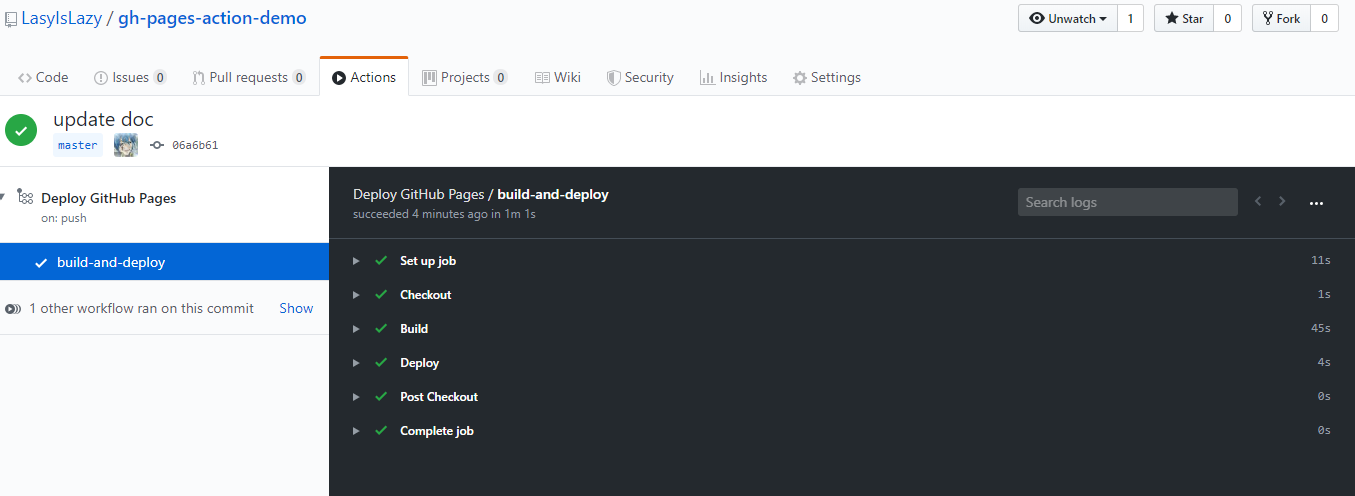 LasyIsLazy / gh-pages-action-demo
Unwatch 1 Star 0 Fork 0
Code Issues 0 Pull requests 0 Actions Projects 0 Wiki Security Insights Settings
update doc
master 06a6b61
Deploy GitHub Pages
on: push
build-and-deploy
1 other workflow ran on this commit Show
Deploy GitHub Pages / build-and-deploy
succeeded 4 minutes ago in 1m 1s
Search logs
Set up job 11s
Checkout 1s
Build 45s
Deploy 4s
Post Checkout 0s
Complete job 0s